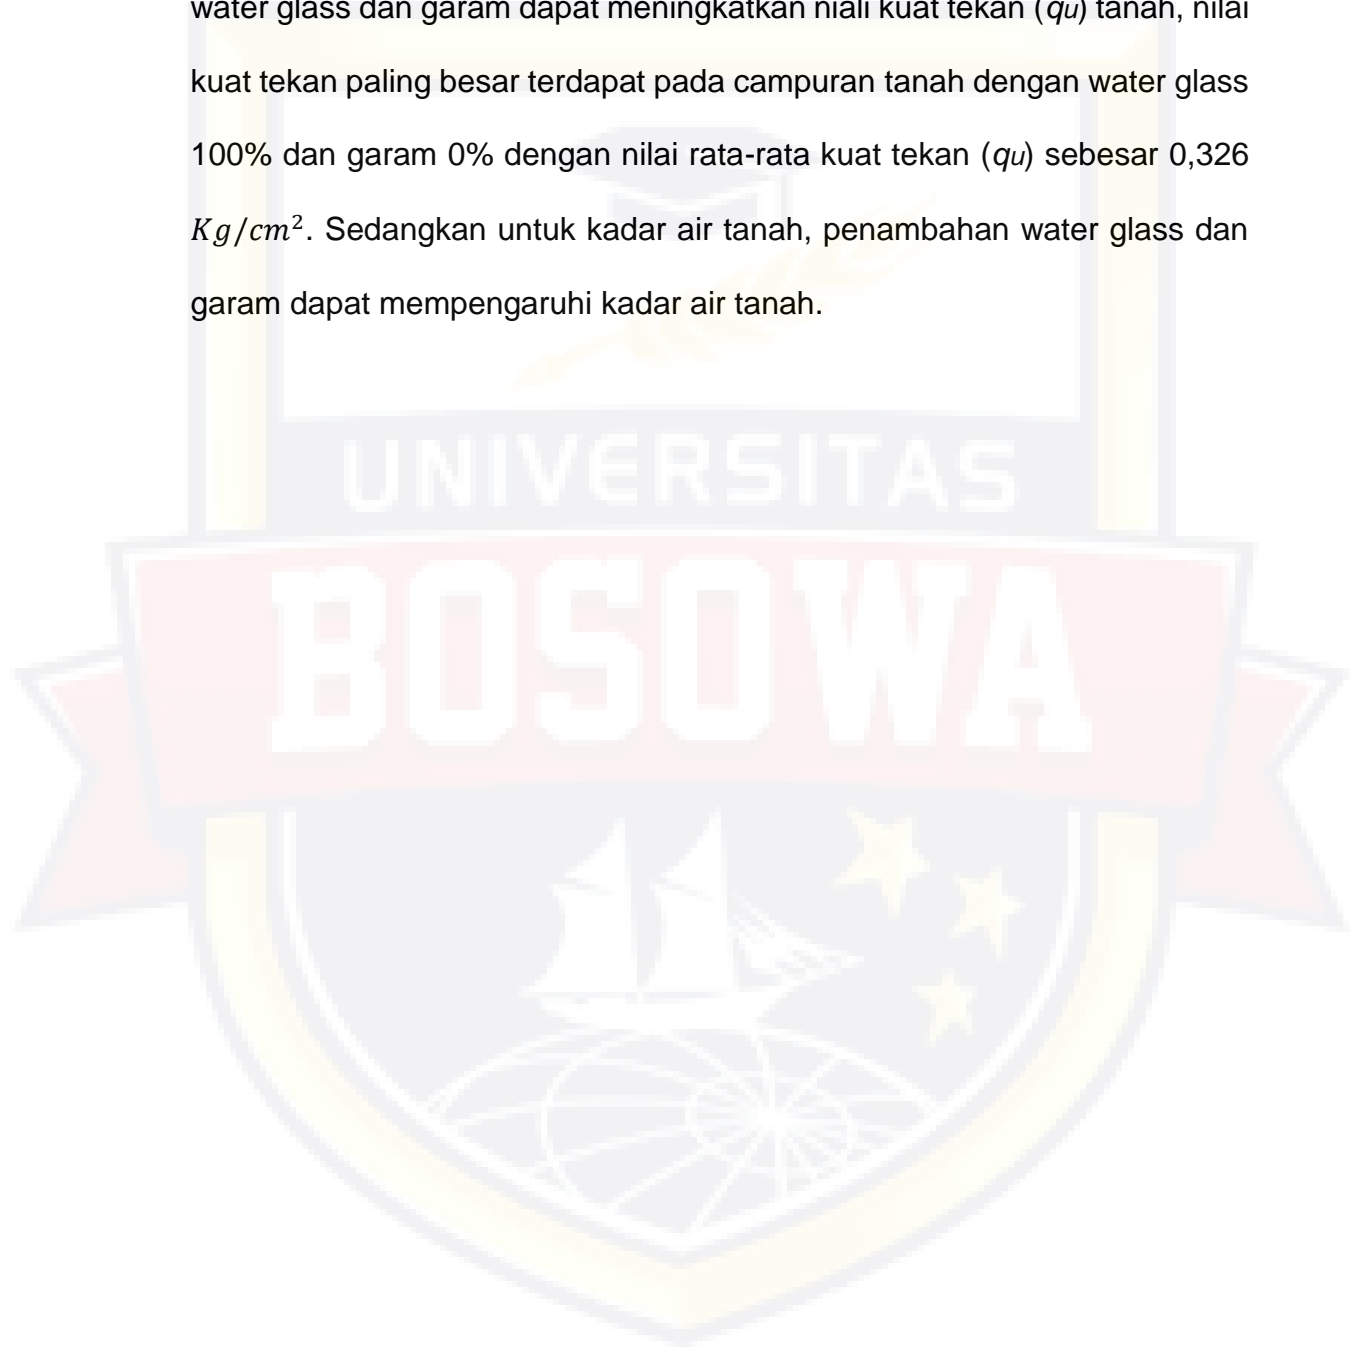 water glass dan garam dapat meningkatkan niali kuat tekan (qu) tanah, nilai
kuat tekan paling besar terdapat pada campuran tanah dengan water glass
100% dan garam 0% dengan nilai rata-rata kuat tekan (qu) sebesar 0,326
Kg/cm². Sedangkan untuk kadar air tanah, penambahan water glass dan
garam dapat mempengaruhi kadar air tanah.
UNIVERSITAS
BOSOWA